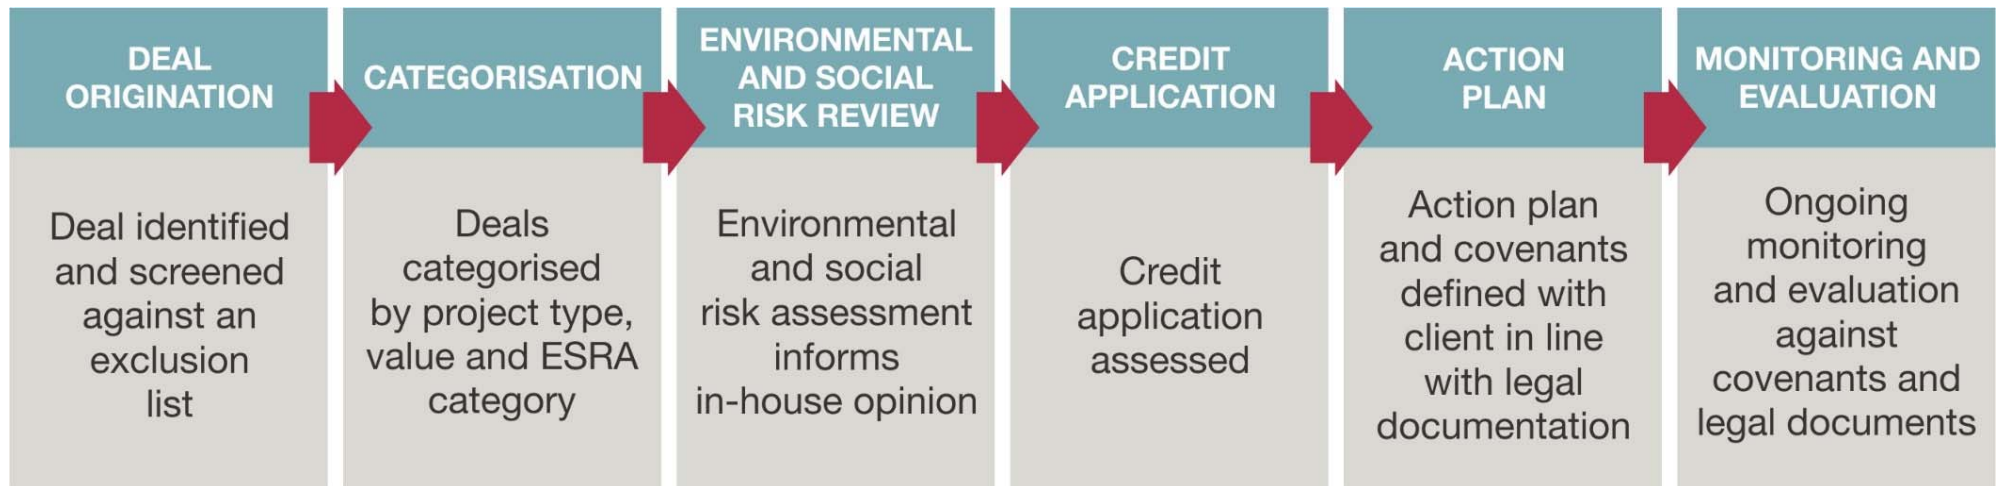 DEAL
ORIGINATION
Deal identified
and screened
against an
exclusion
list
CATEGORISATION
Deals
categorised
by project type,
value and ESRA
category
ENVIRONMENTAL
AND SOCIAL
RISK REVIEW
Environmental
and social
risk assessment
informs
in-house opinion
CREDIT
APPLICATION
Credit
application
assessed
ACTION
PLAN
Action plan
and covenants
defined with
client in line
with legal
documentation
MONITORING AND
EVALUATION
Ongoing
monitoring
and evaluation
against
covenants and
legal documents